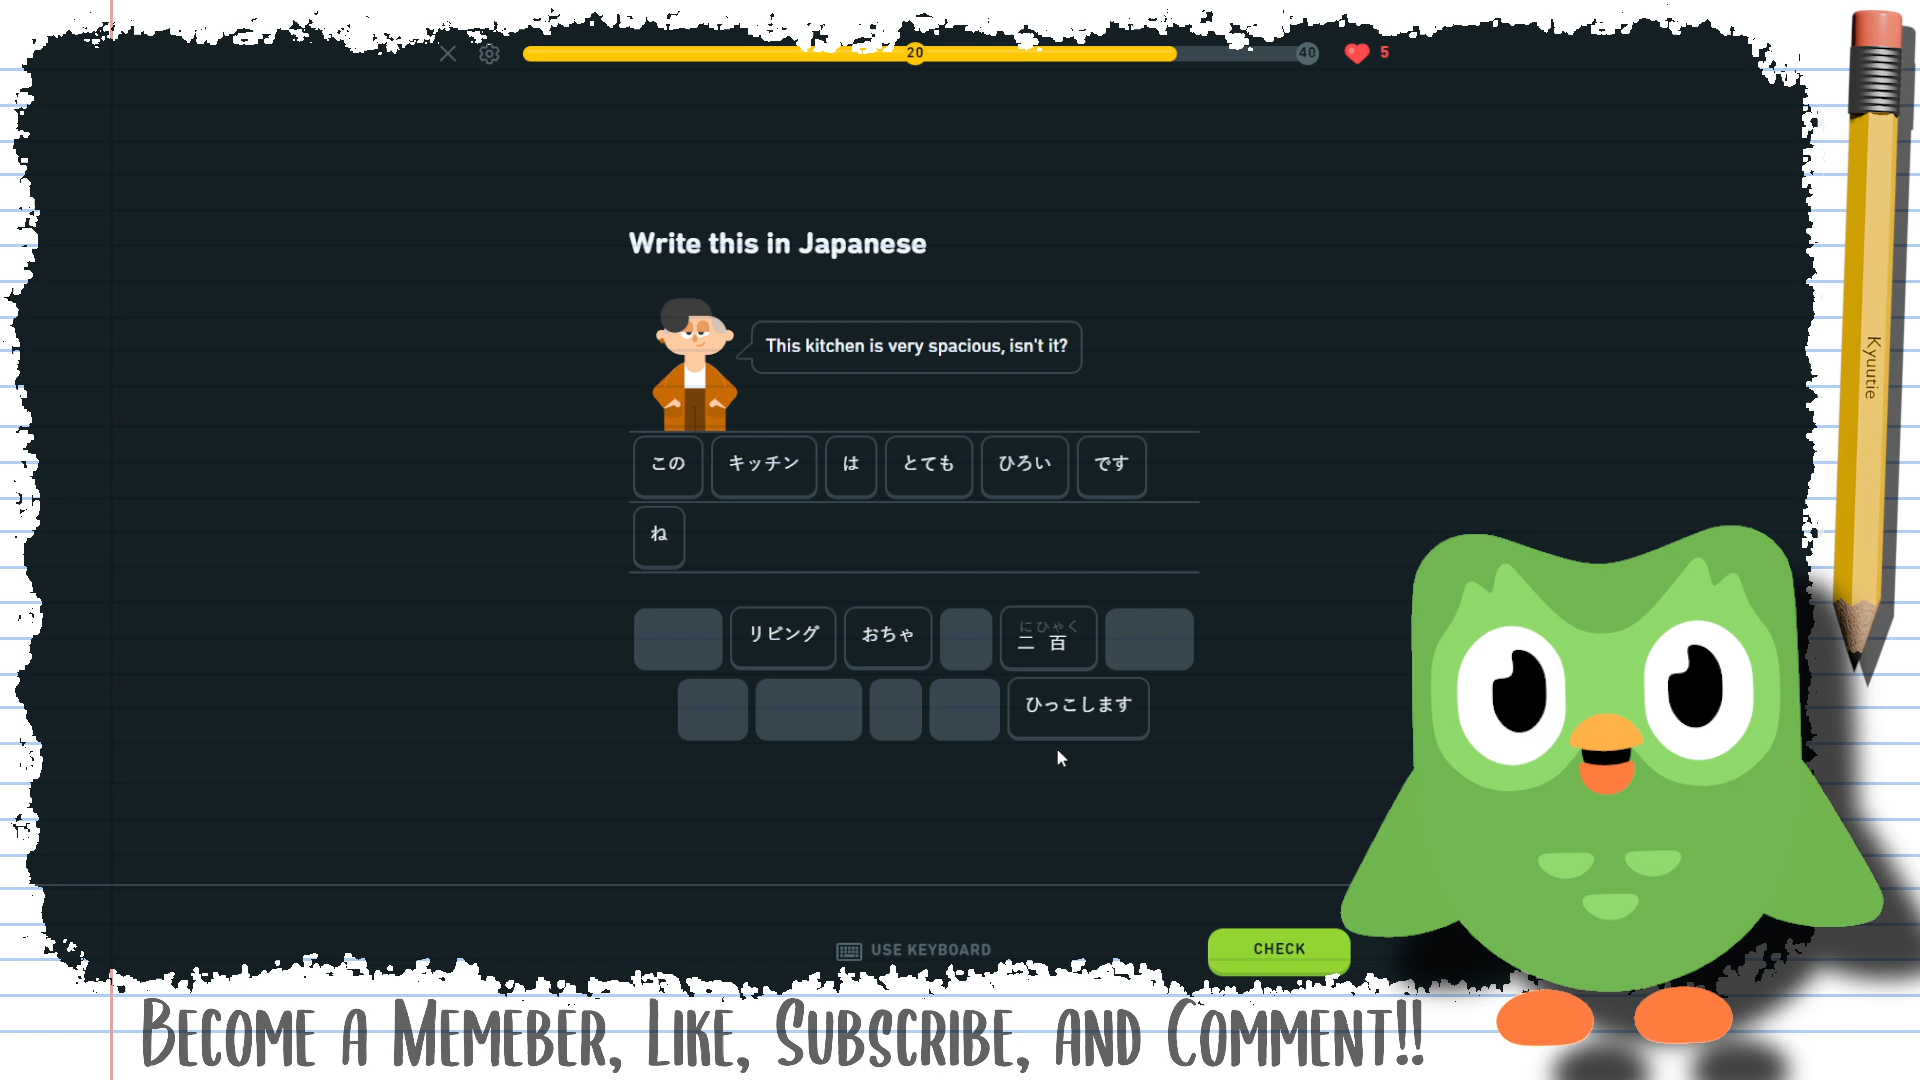 20
40
5
Write this in Japanese
This kitchen is very spacious, isn't it?
この キッチン は とても ひろい です
ね
リビング おちゃ にひゃく 二百
ひっこします
USE KEYBOARD
CHECK
Kyuutie
BECOME A MEMEBER, LIKE, SUBSCRIBE, AND COMMENT!!